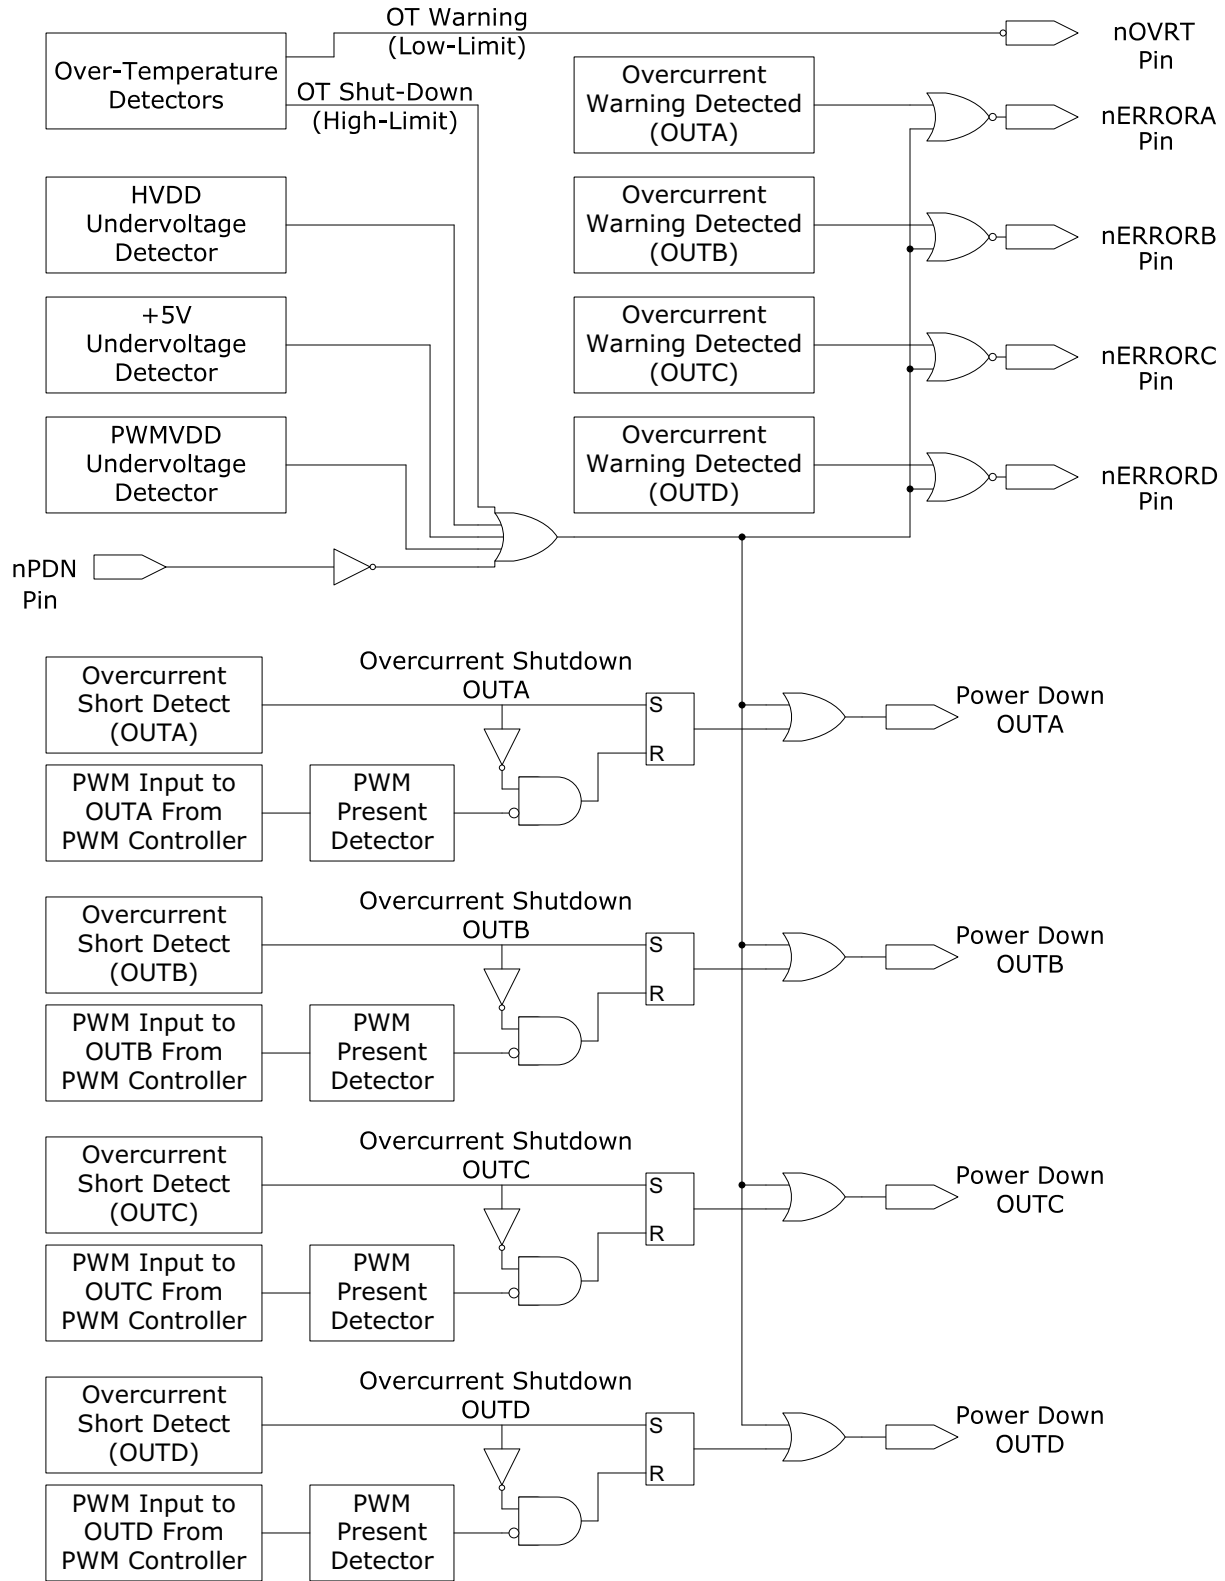 OT Warning
(Low-Limit)
nOVRT
Pin
Over-Temperature
Detectors
OT Shut-Down
(High-Limit)
Overcurrent
Warning Detected
(OUTA)
nERRORA
Pin
HVDD
Undervoltage
Detector
Overcurrent
Warning Detected
(OUTB)
nERRORB
Pin
+5V
Undervoltage
Detector
Overcurrent
Warning Detected
(OUTC)
nERRORC
Pin
PWMVDD
Undervoltage
Detector
Overcurrent
Warning Detected
(OUTD)
nERRORD
Pin
nPDN
Pin
Overcurrent
Short Detect
(OUTA)
Overcurrent Shutdown
OUTA
S
R
Power Down
OUTA
PWM Input to
OUTA From
PWM Controller
PWM
Present
Detector
Overcurrent
Short Detect
(OUTB)
Overcurrent Shutdown
OUTB
S
R
Power Down
OUTB
PWM Input to
OUTB From
PWM Controller
PWM
Present
Detector
Overcurrent
Short Detect
(OUTC)
Overcurrent Shutdown
OUTC
S
R
Power Down
OUTC
PWM Input to
OUTC From
PWM Controller
PWM
Present
Detector
Overcurrent
Short Detect
(OUTD)
Overcurrent Shutdown
OUTD
S
R
Power Down
OUTD
PWM Input to
OUTD From
PWM Controller
PWM
Present
Detector